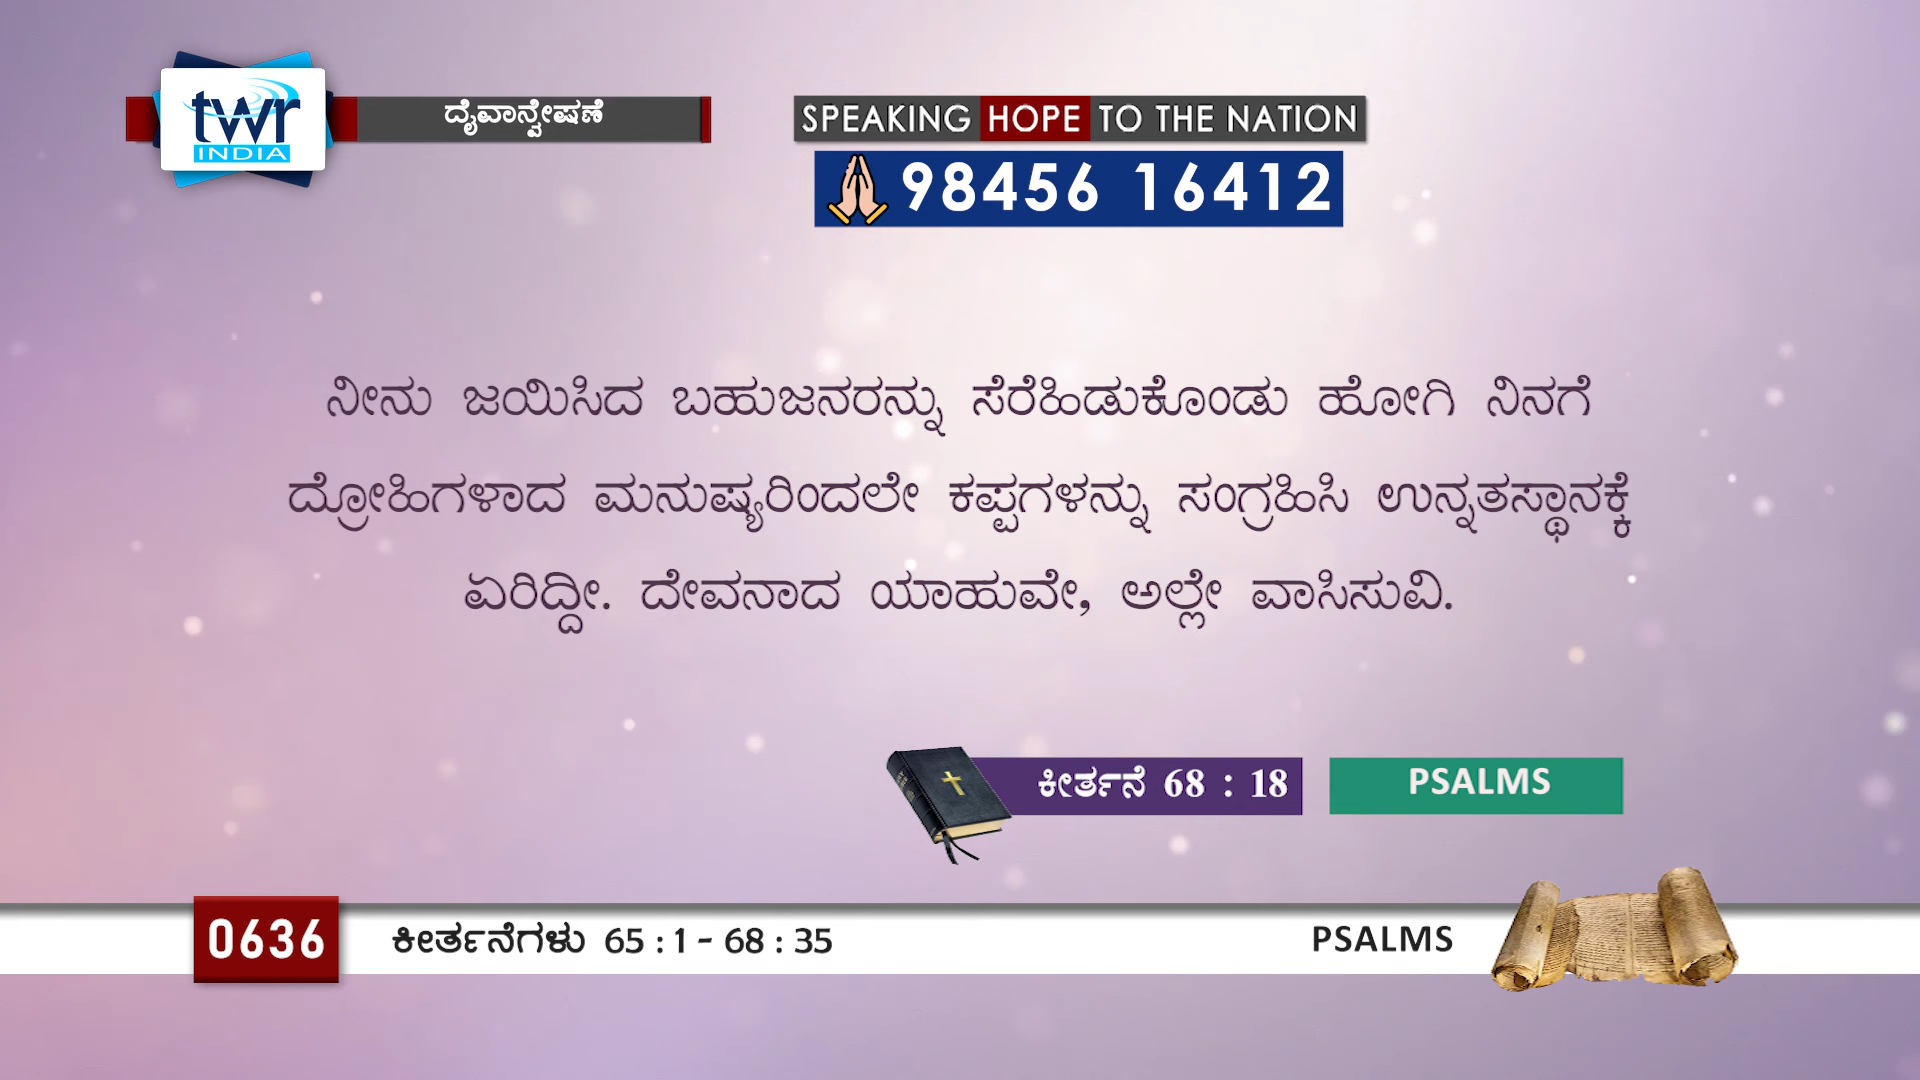 twr
INDIA
ದೈವಾನ್ವೇಷಣೆ
SPEAKING HOPE TO THE NATION
98456 16412
ನೀನು ಜಯಿಸಿದ ಬಹುಜನರನ್ನು ಸೆರೆಹಿಡುಕೊಂಡು ಹೋಗಿ ನಿನಗೆ
ದ್ರೋಹಿಗಳಾದ ಮನುಷ್ಯರಿಂದಲೇ ಕಪ್ಪಗಳನ್ನು ಸಂಗ್ರಹಿಸಿ ಉನ್ನತಸ್ಥಾನಕ್ಕೆ
ಏರಿದ್ದೀ. ದೇವನಾದ ಯಾಹುವೇ, ಅಲ್ಲೇ ವಾಸಿಸುವಿ.
ಕೀರ್ತನೆ 68 : 18
PSALMS
0636
ಕೀರ್ತನೆಗಳು 65 : 1 - 68 : 35
PSALMS